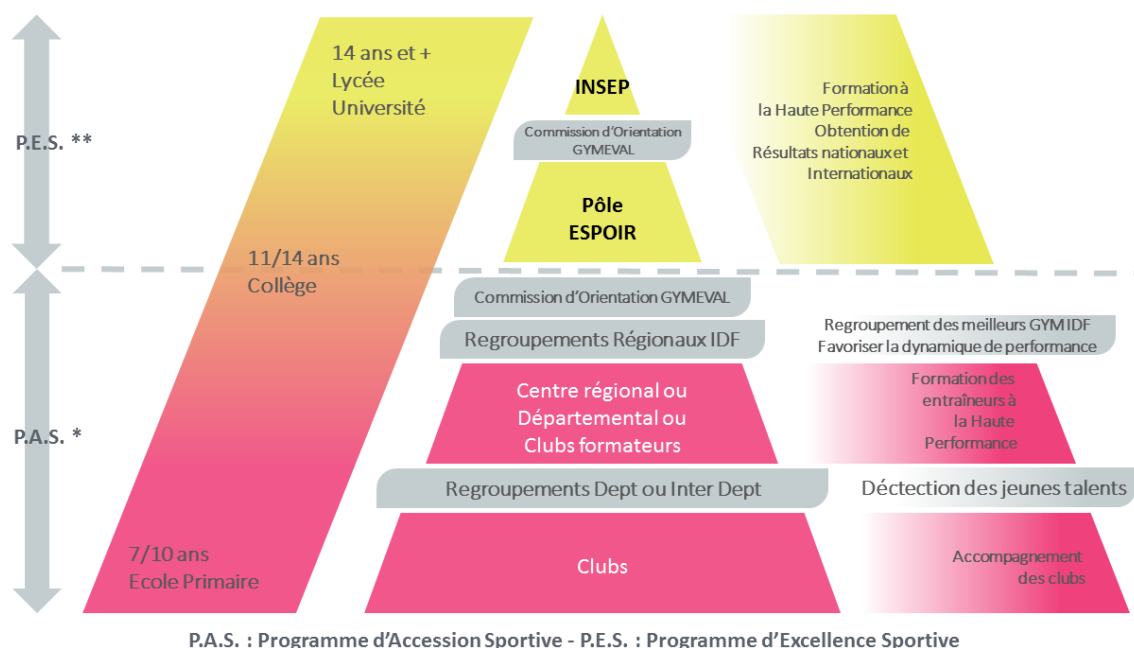 14 ans et +
Lycée
Université
INSEP
Commission d'Orientation
GYMEVAL
Formation à
la Haute Performance
Obtention de
Résultats nationaux et
Internationaux
P.E.S. **
Pôle
ESPOIR
11/14 ans
Collège
Commission d'Orientation GYMEVAL
Regroupements Régionaux IDF
Regroupement des meilleurs GYM IDF
Favoriser la dynamique de performance
Centre régional ou
Départemental ou
Clubs formateurs
Formation des
entraîneurs à
la Haute
Performance
P.A.S. *
Regroupements Dept ou Inter Dept
Déctection des jeunes talents
7/10 ans
Ecole Primaire
Clubs
Accompagnement
des clubs
P.A.S. : Programme d'Accession Sportive - P.E.S. : Programme d'Excellence Sportive